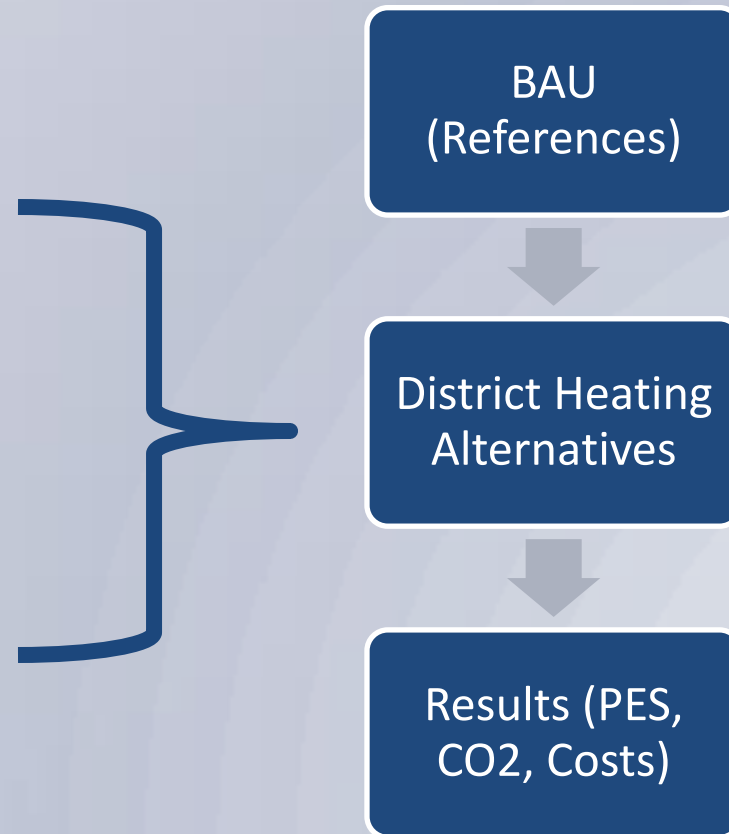 BAU
(References)
District Heating
Alternatives
Results (PES,
CO2, Costs)